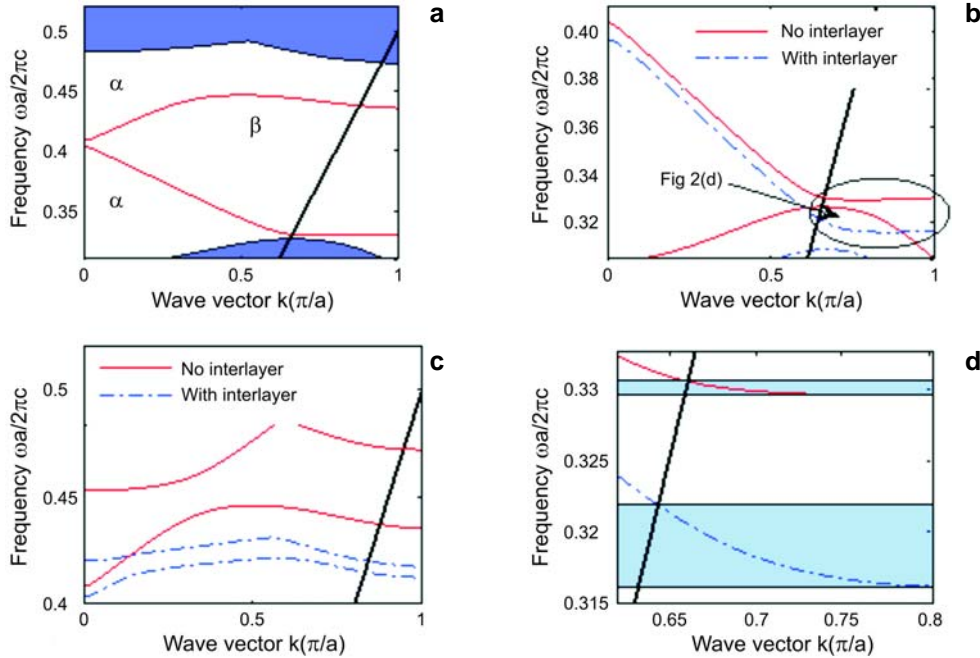 a
0.5
0.45
0.4
0.35
α
β
α
0
0.5
1
Frequency ωa/2πc
Wave vector k(π/a)
b
0.40
0.38
0.36
0.34
0.33
0.32
No interlayer
With interlayer
Fig 2(d)
0
0.5
1
Frequency ωa/2πc
Wave vector k(π/a)
c
0.5
0.45
0.4
No interlayer
With interlayer
0
0.5
1
Frequency ωa/2πc
Wave vector k(π/a)
d
0.33
0.325
0.32
0.315
0.65
0.7
0.75
0.8
Frequency ωa/2πc
Wave vector k(π/a)